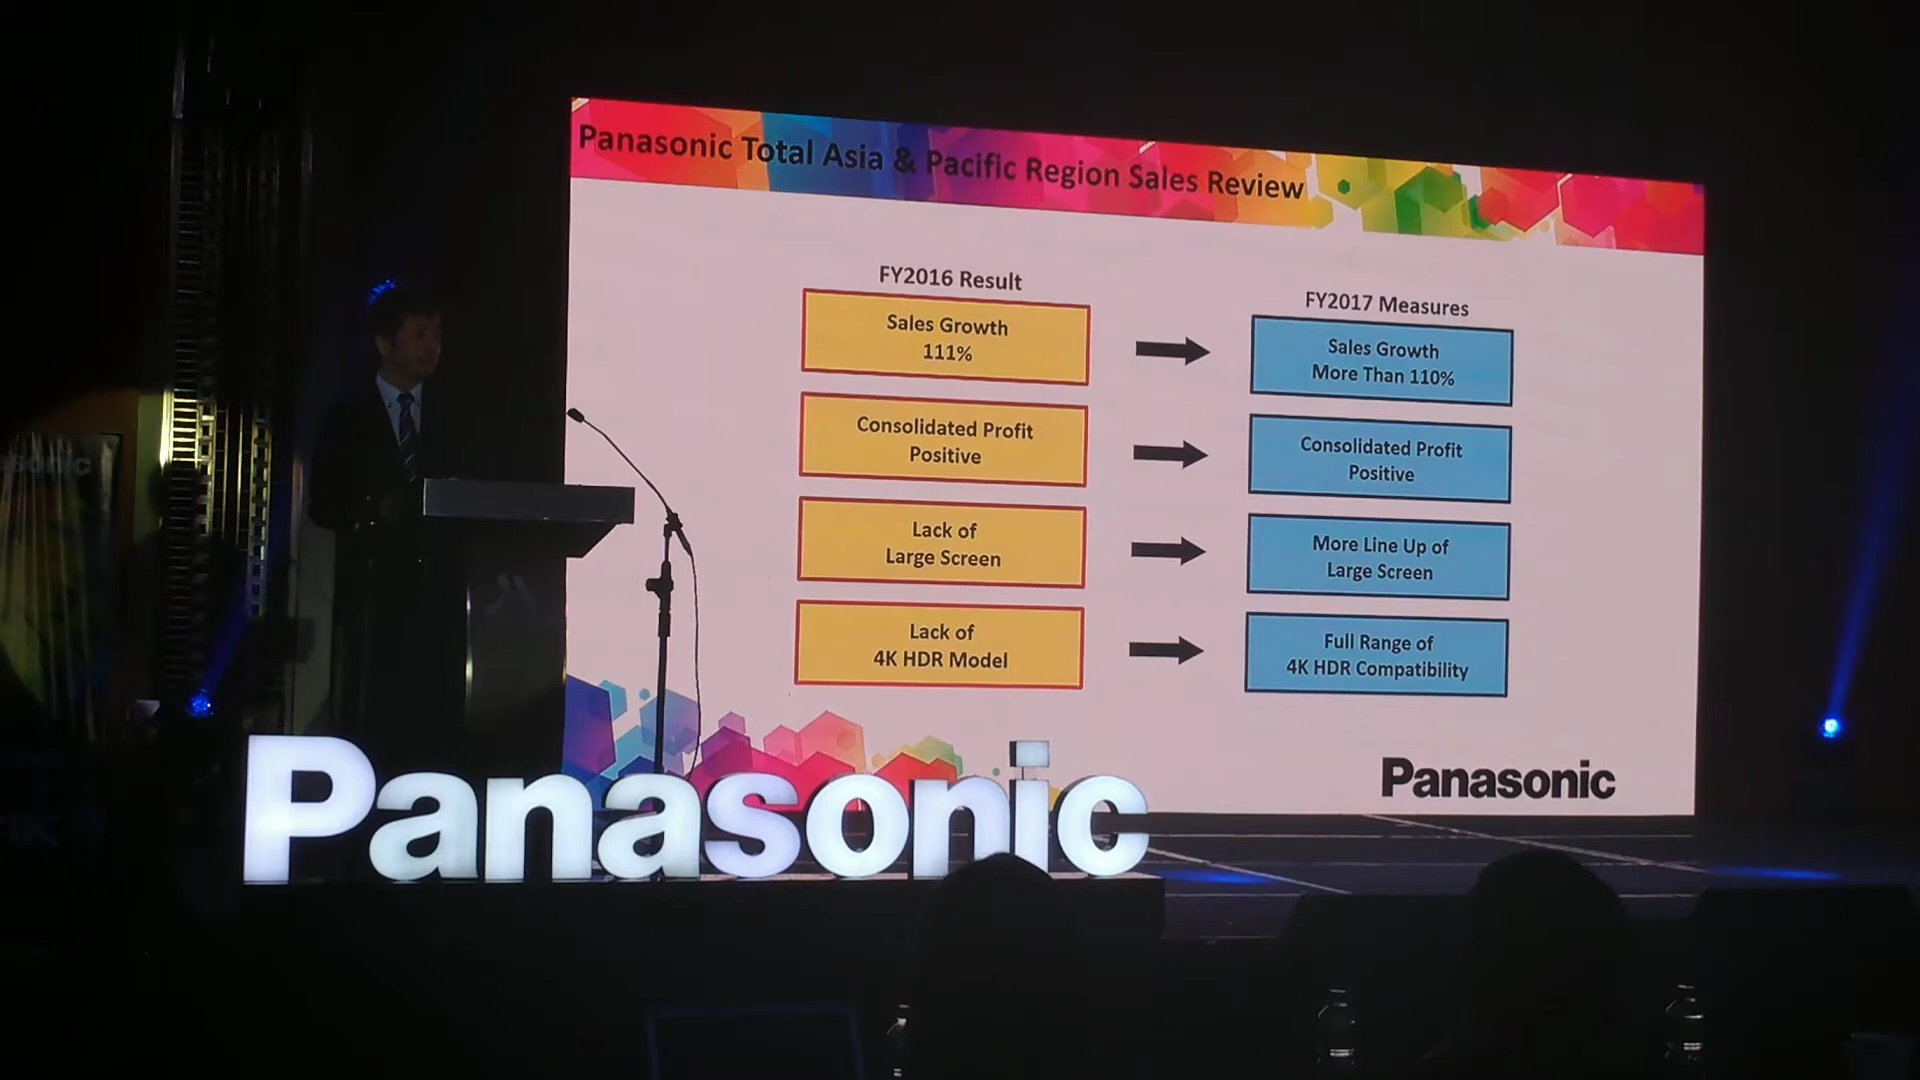 Panasonic Total Asia & Pacific Region Sales Review
FY2016 Result
Sales Growth
111%
Consolidated Profit
Positive
Lack of
Large Screen
Lack of
4K HDR Model
FY2017 Measures
Sales Growth
More Than 110%
Consolidated Profit
Positive
More Line Up of
Large Screen
Full Range of
4K HDR Compatibility
Panasonic
Panasonic
sonic
4K